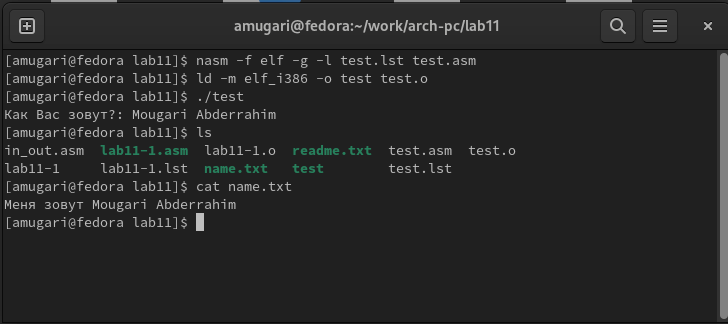 amugari@fedora:~/work/arch-pc/lab11
[amugari@fedora lab11]$ nasm -f elf -g -l test.lst test.asm
[amugari@fedora lab11]$ ld -m elf_i386 -o test test.o
[amugari@fedora lab11]$ ./test
Как Вас зовут?: Mougari Abderrahim
[amugari@fedora lab11]$ ls
in_out.asm  lab11-1.asm  lab11-1.o  readme.txt  test.asm  test.o
lab11-1     lab11-1.lst  name.txt   test        test.lst
[amugari@fedora lab11]$ cat name.txt
Меня зовут Mougari Abderrahim
[amugari@fedora lab11]$